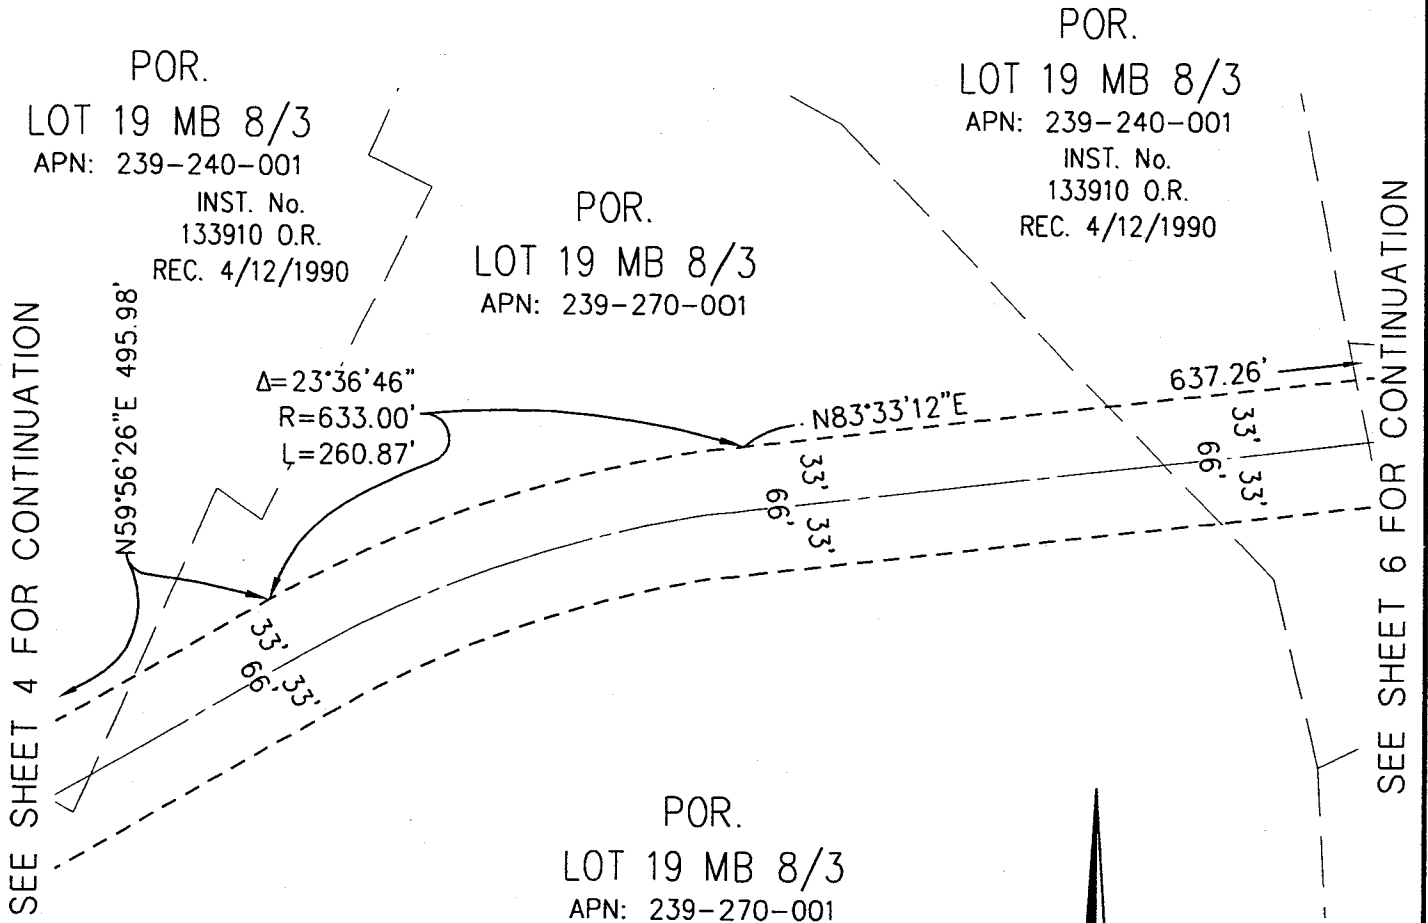 POR.
LOT 19 MB 8/3
APN: 239-240-001
INST. No.
133910 O.R.
REC. 4/12/1990
POR.
LOT 19 MB 8/3
APN: 239-270-001
POR.
LOT 19 MB 8/3
APN: 239-240-001
INST. No.
133910 O.R.
REC. 4/12/1990
SEE SHEET 4 FOR CONTINUATION
N59°56'26"E 495.98'
Δ=23°36'46"
R=633.00'
L=260.87'
N83°33'12"E
637.26'
33'
66'
33'
33'
66'
33'
33'
66'
33'
SEE SHEET 6 FOR CONTINUATION
POR.
LOT 19 MB 8/3
APN: 239-270-001